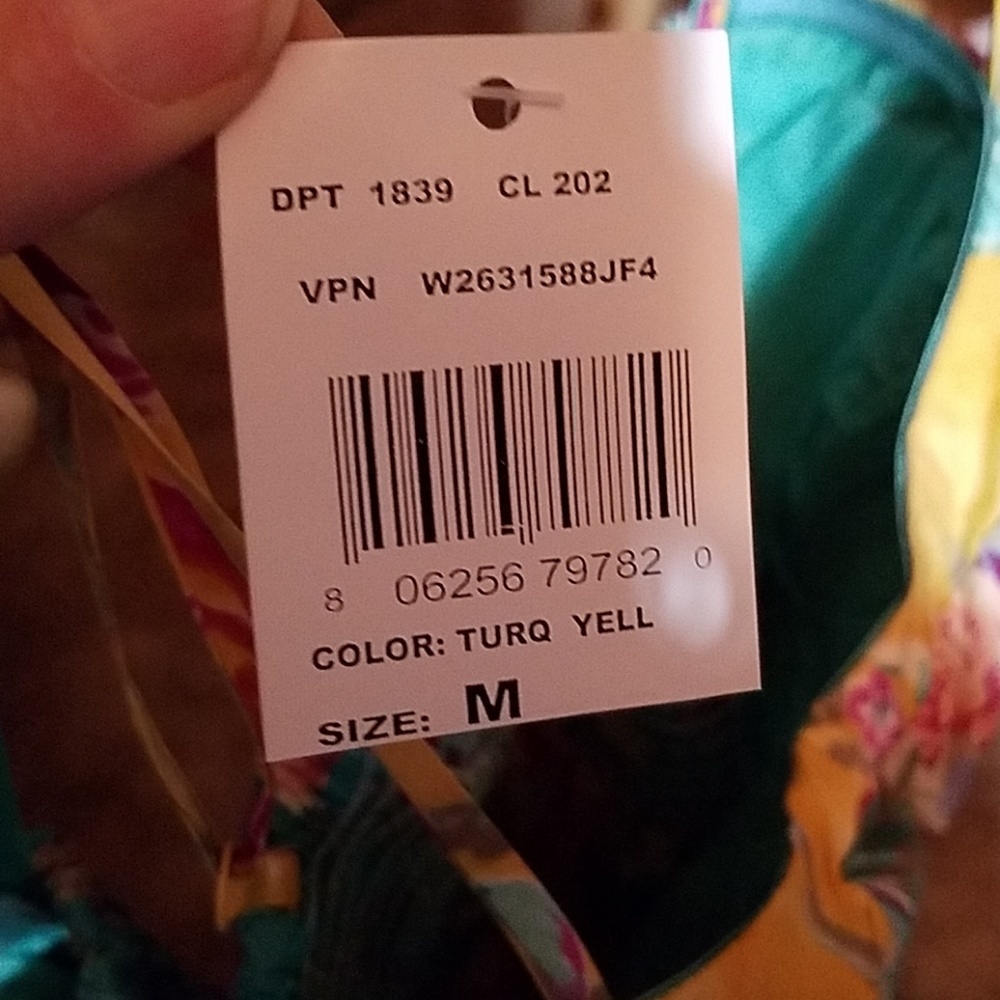 DPT 1839 CL 202
VPN W2631588JF4
8 06256 79782 0
COLOR: TURQ YELL
SIZE: M